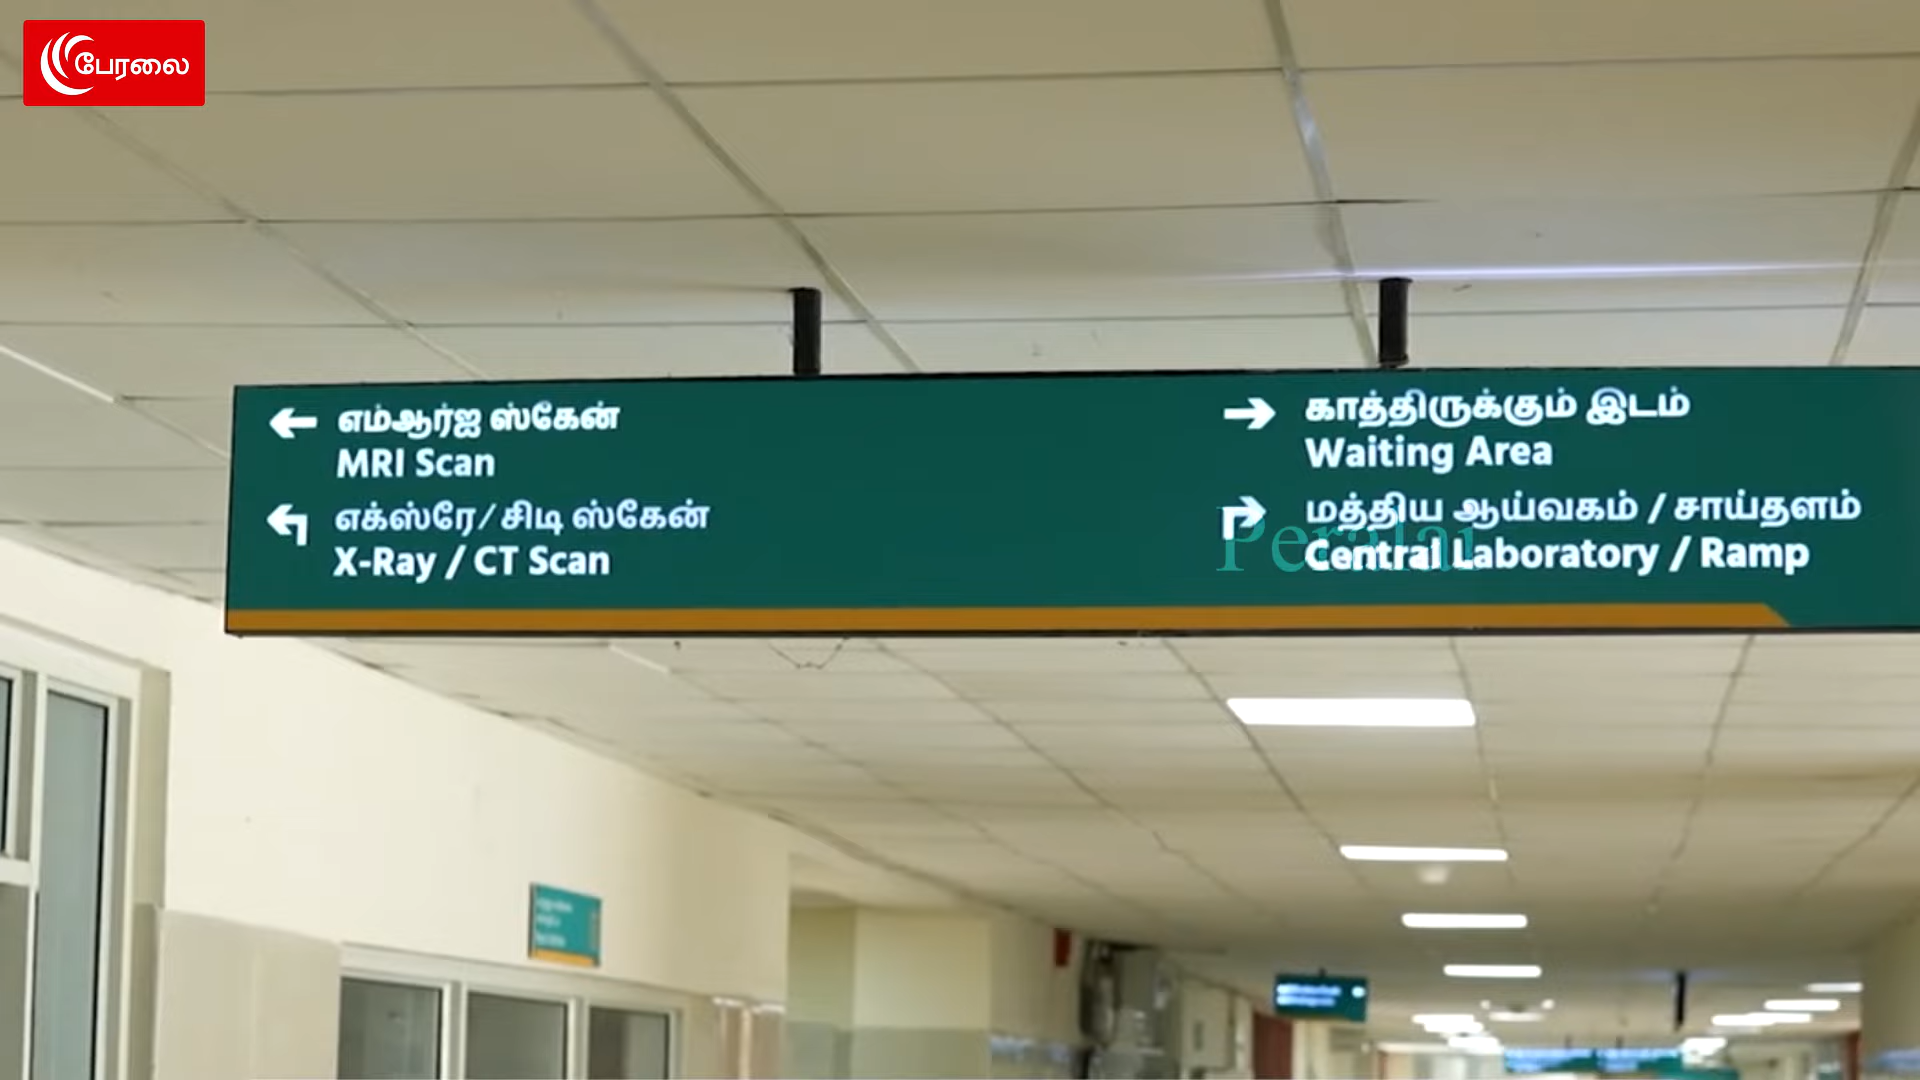 பேரலை
எம்ஆர்ஐ ஸ்கேன்
MRI Scan
எக்ஸ்ரே/சிடி ஸ்கேன்
X-Ray / CT Scan
காத்திருக்கும் இடம்
Waiting Area
மத்திய ஆய்வகம் / சாய்தளம்
Central Laboratory / Ramp
Peralai